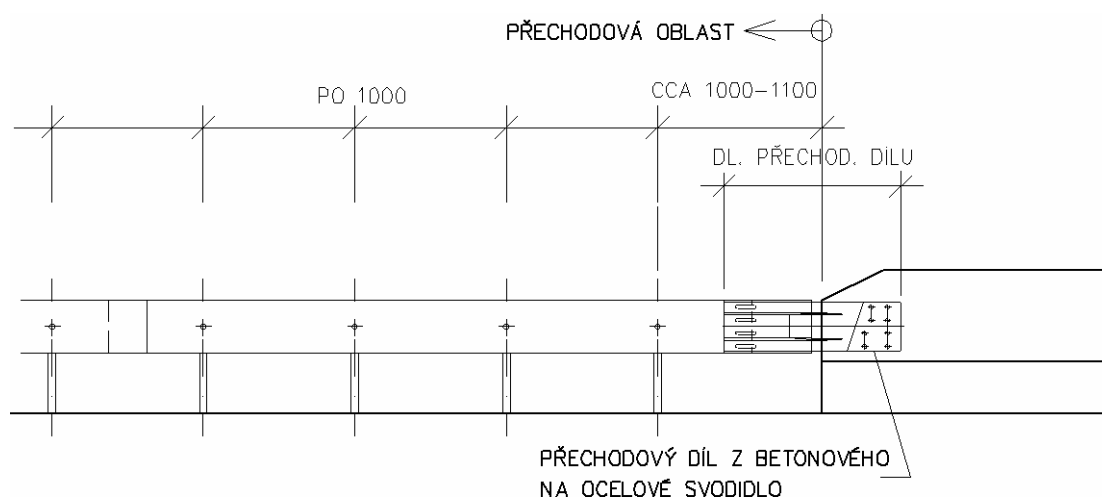 PŘECHODOVÁ OBLAST
PO 1000
CCA 1000-1100
DL. PŘECHOD. DÍLU
PŘECHODOVÝ DÍL Z BETONOVÉHO
NA OCELOVÉ SVODIDLO